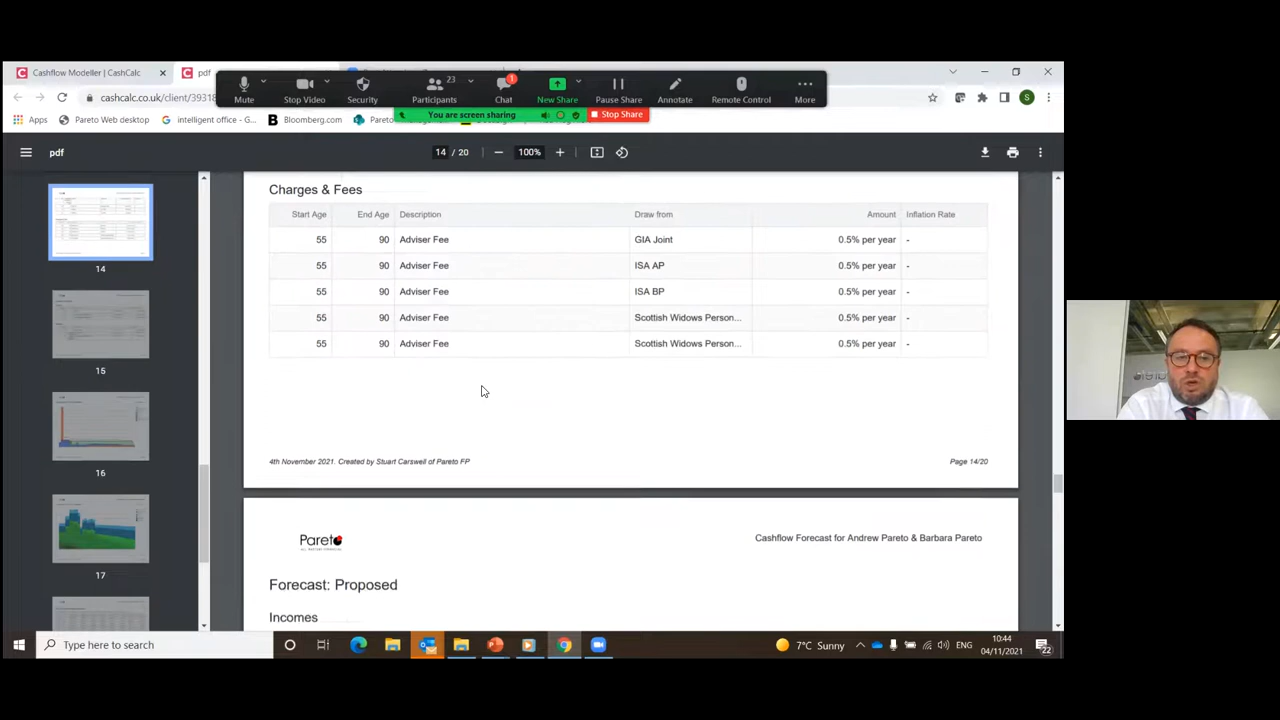 Cashflow Modeller | CashCalc
pdf
23
1
Mute
Stop Video
Security
Participants
Chat
New Share
Pause Share
Annotate
Remote Control
More
cashcalc.co.uk/client/39318
You are screen sharing
Stop Share
S
Apps
Pareto Web desktop
intelligent office - G...
Bloomberg.com
Pareto
pdf
14 / 20
100%
14
15
16
17
Charges & Fees
Start Age End Age Description Draw from Amount Inflation Rate
55 90 Adviser Fee GIA Joint 0.5% per year -
55 90 Adviser Fee ISA AP 0.5% per year -
55 90 Adviser Fee ISA BP 0.5% per year -
55 90 Adviser Fee Scottish Widows Person... 0.5% per year -
55 90 Adviser Fee Scottish Widows Person... 0.5% per year -
4th November 2021. Created by Stuart Carswell of Pareto FP
Page 14/20
Pareto
Cashflow Forecast for Andrew Pareto & Barbara Pareto
Forecast: Proposed
Incomes
Type here to search
7°C Sunny
ENG
10:44
04/11/2021
22